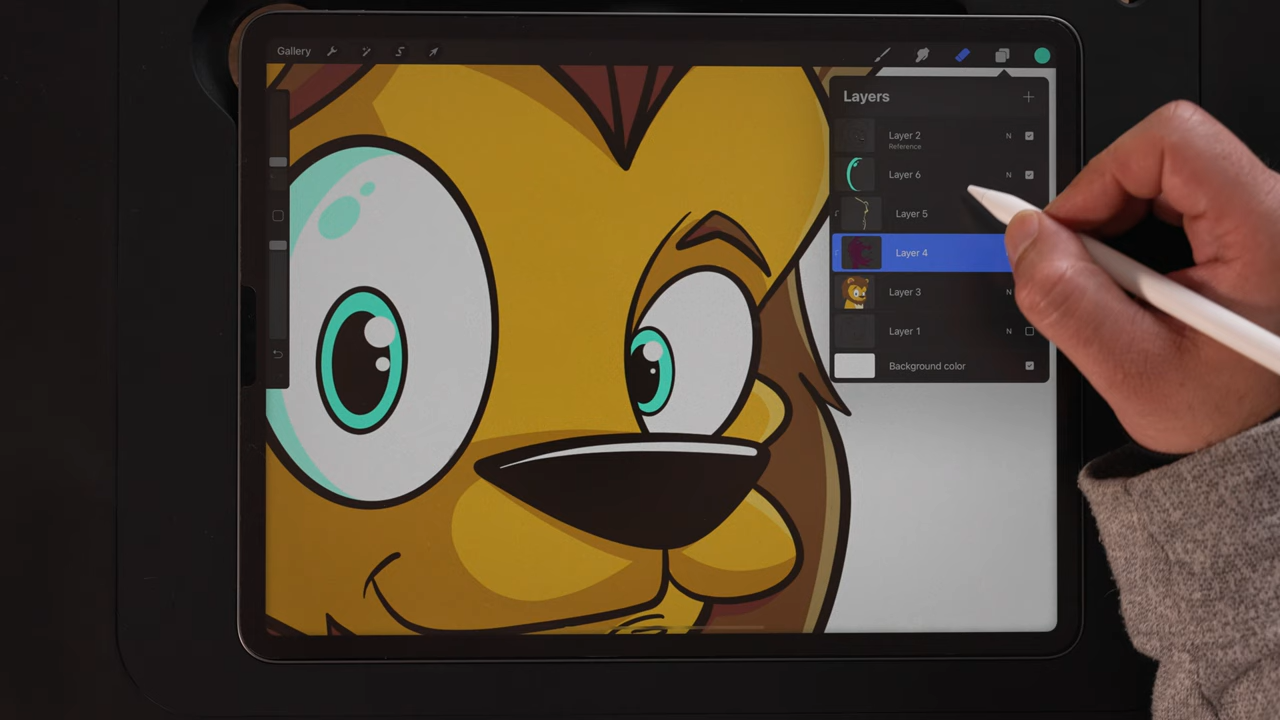 Gallery
Layers
Layer 2 N
Reference
Layer 6 N
Layer 5
Layer 4
Layer 3 N
Layer 1 N
Background color